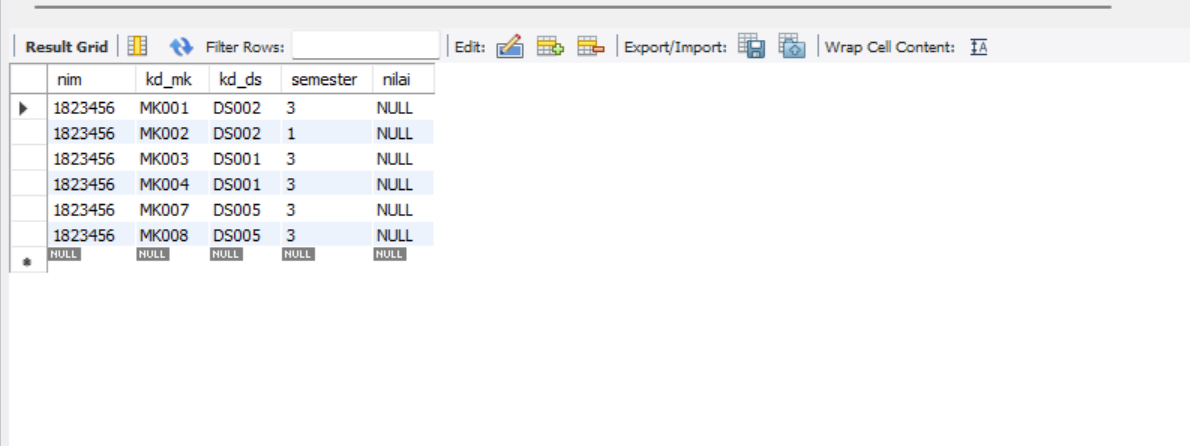 Result Grid Filter Rows: Edit: Export/Import: Wrap Cell Content: IA
nim kd_mk kd_ds semester nilai
1823456 MK001 DS002 3 NULL
1823456 MK002 DS002 1 NULL
1823456 MK003 DS001 3 NULL
1823456 MK004 DS001 3 NULL
1823456 MK007 DS005 3 NULL
1823456 MK008 DS005 3 NULL
NULL NULL NULL NULL NULL